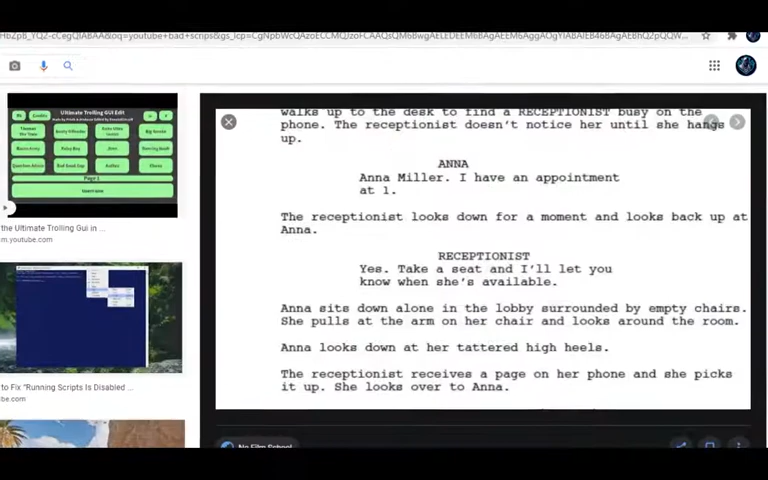 Ultimate Trolling GUI Edit
Credits
Page 1
the Ultimate Trolling Gui in ...
m.youtube.com
to Fix "Running Scripts Is Disabled ...
be.com
walks up to the desk to find a RECEPTIONIST busy on the
phone. The receptionist doesn't notice her until she hangs
up.
ANNA
Anna Miller. I have an appointment
at 1.
The receptionist looks down for a moment and looks back up at
Anna.
RECEPTIONIST
Yes. Take a seat and I'll let you
know when she's available.
Anna sits down alone in the lobby surrounded by empty chairs.
She pulls at the arm on her chair and looks around the room.
Anna looks down at her tattered high heels.
The receptionist receives a page on her phone and she picks
it up. She looks over to Anna.
No Film School